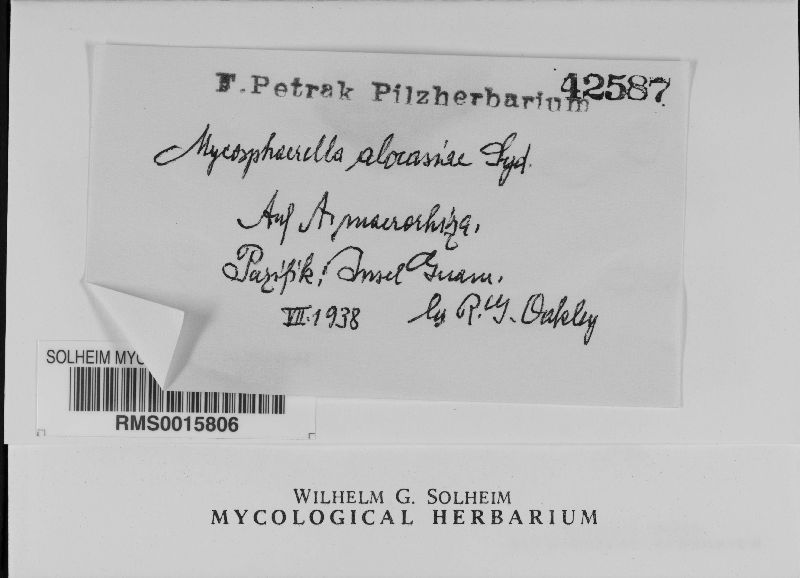 F. Petrak Pilzherbarium 42587
Mycosphaerella alocasiae Syd.
Auf A. macrorhiza.
Pazifik: Insel Guam.
VII.1938 leg R. G. Oakley
SOLHEIM MYC
RMS0015806
WILHELM G. SOLHEIM
MYCOLOGICAL HERBARIUM